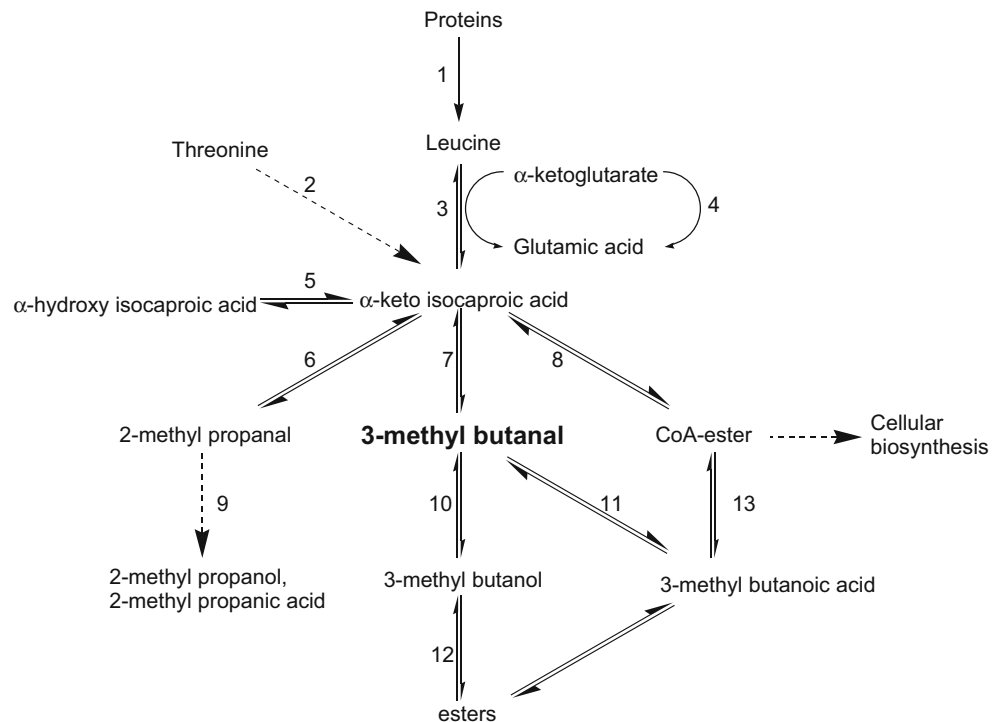 Proteins
1
Leucine
Threonine
2
3
α-ketoglutarate
4
Glutamic acid
5
α-hydroxy isocaproic acid
α-keto isocaproic acid
6
7
8
2-methyl propanal
3-methyl butanal
CoA-ester
Cellular
biosynthesis
9
10
11
13
2-methyl propanol,
2-methyl propanic acid
3-methyl butanol
3-methyl butanoic acid
12
esters